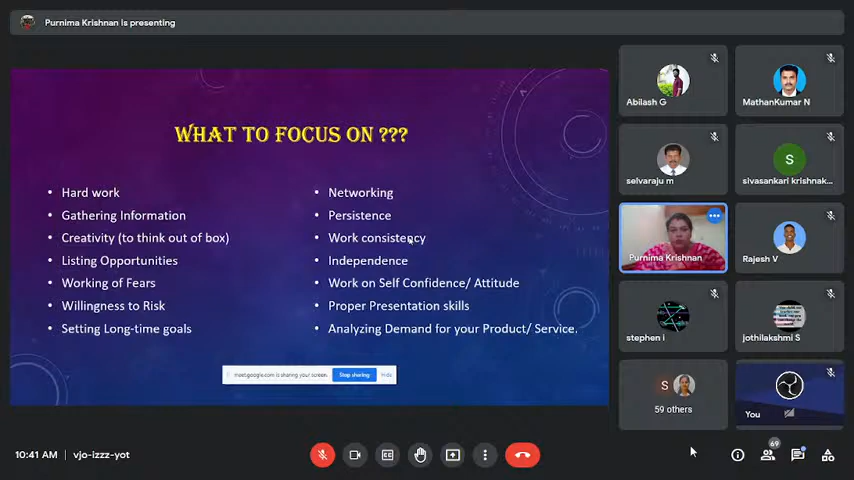 Purnima Krishnan is presenting
WHAT TO FOCUS ON ???
• Hard work
• Gathering Information
• Creativity (to think out of box)
• Listing Opportunities
• Working of Fears
• Willingness to Risk
• Setting Long-time goals
• Networking
• Persistence
• Work consistency
• Independence
• Work on Self Confidence/ Attitude
• Proper Presentation skills
• Analyzing Demand for your Product/ Service.
meet.google.com is sharing your screen.
Stop sharing
Hide
Abilash G
MathanKumar N
selvaraju m
S
sivasankari krishnak...
Purnima Krishnan
Rajesh V
stephen i
jothilakshmi S
S
59 others
You
10:41 AM | vjo-izzz-yot
69